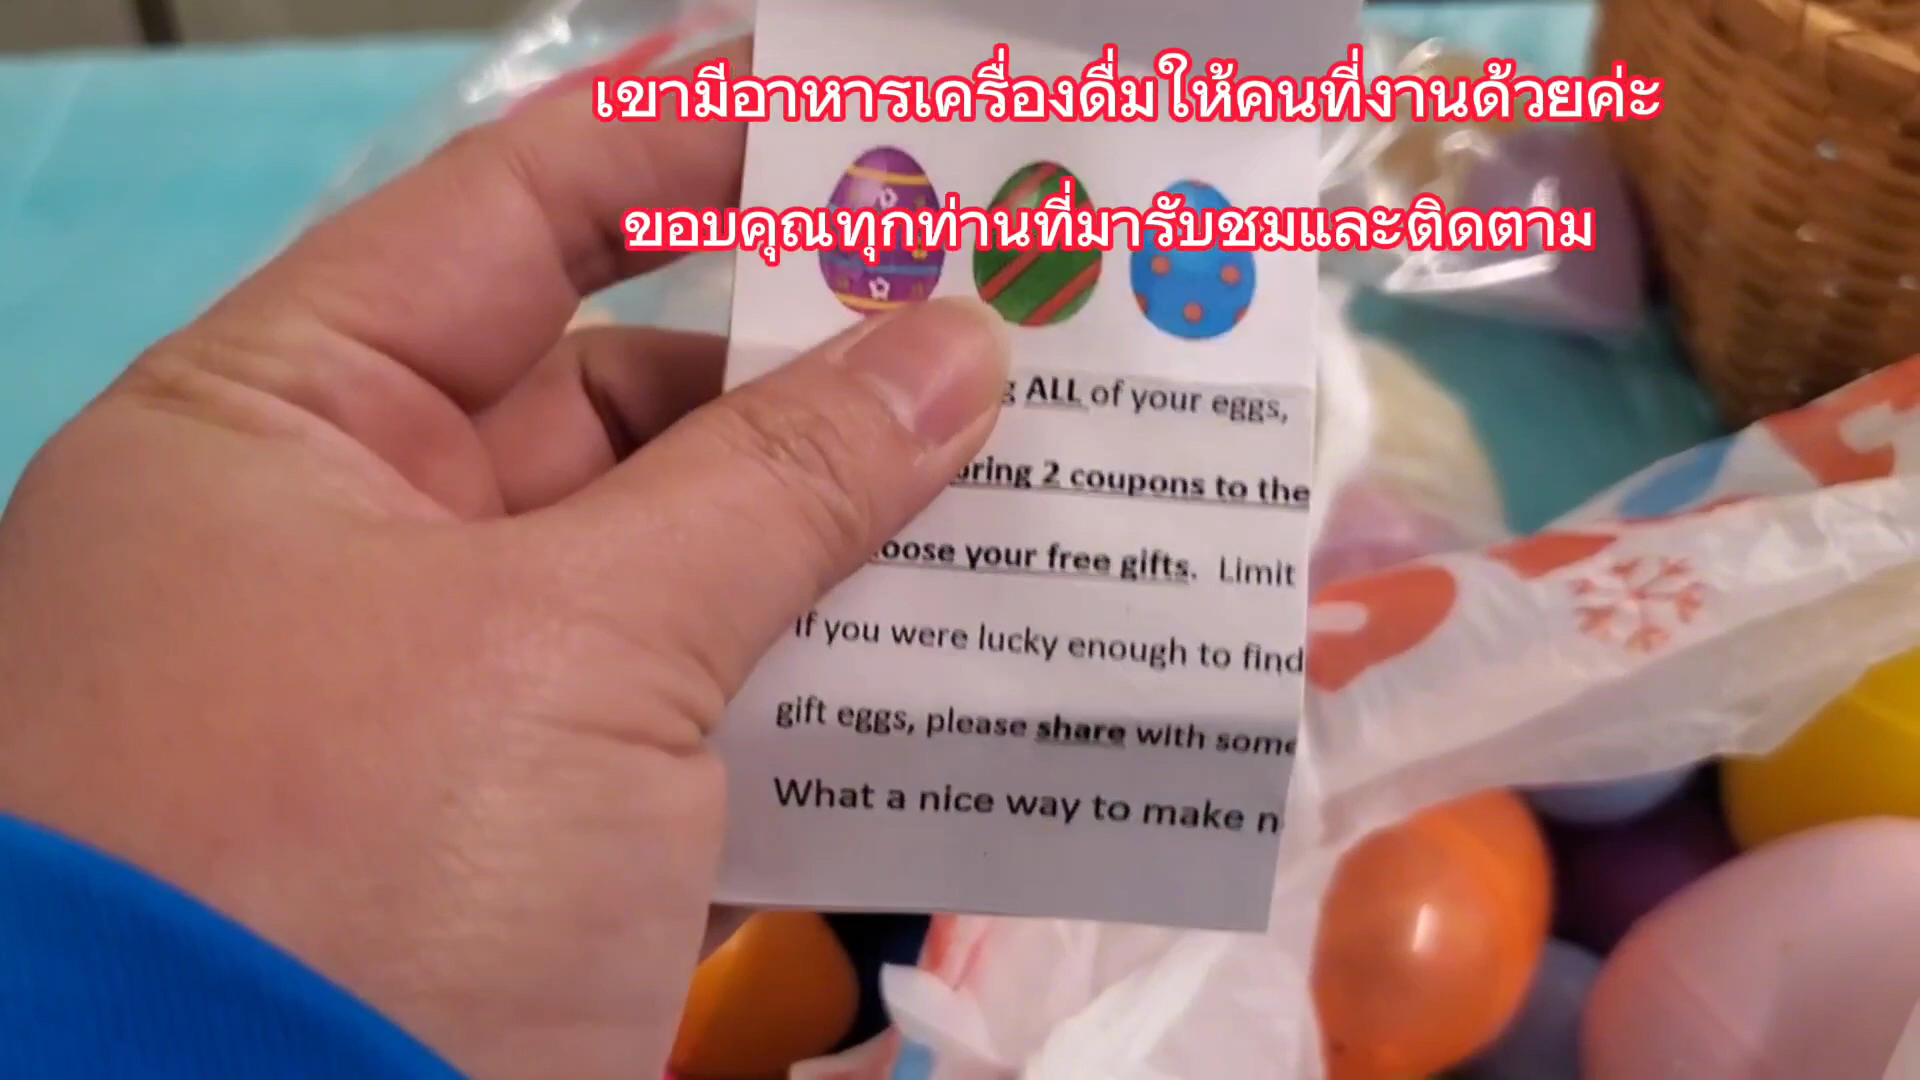 เขามีอาหารเครื่องดื่มให้คนที่งานด้วยค่ะ
ขอบคุณทุกท่านที่มารับชมและติดตาม
ALL of your eggs,
2 coupons to the
your free gifts. Limit
If you were lucky enough to find
gift eggs, please share with
What a nice way to make